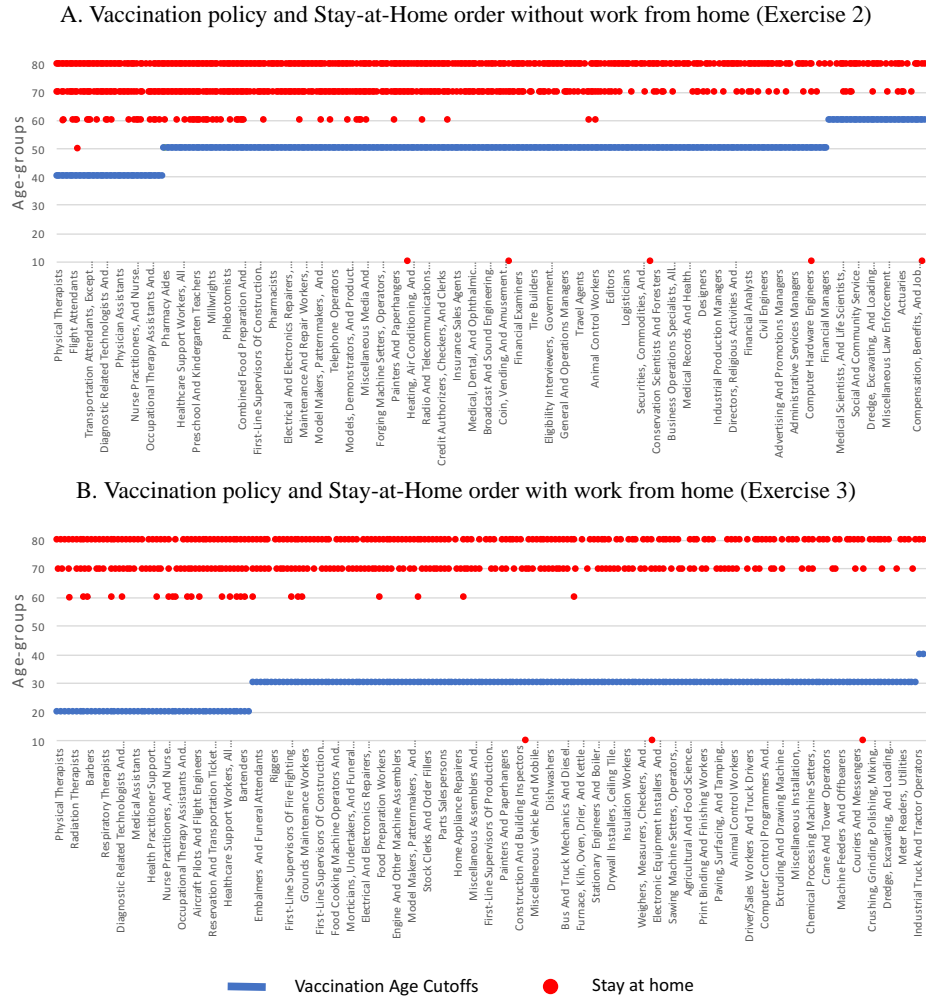 A. Vaccination policy and Stay-at-Home order without work from home (Exercise 2)
Age-groups
80
70
60
50
40
30
20
10
Physical Therapists
Flight Attendants
Transportation Attendants, Except...
Diagnostic Related Technologists And...
Physician Assistants
Nurse Practitioners, And Nurse...
Occupational Therapy Assistants And...
Pharmacy Aides
Healthcare Support Workers, All...
Preschool And Kindergarten Teachers
Millwrights
Phlebotomists
Combined Food Preparation And...
First-Line Supervisors Of Construction...
Pharmacists
Electrical And Electronics Repairers,...
Maintenance And Repair Workers,...
Model Makers, Patternmakers, And...
Telephone Operators
Models, Demonstrators, And Product...
Miscellaneous Media And...
Forging Machine Setters, Operators,...
Painters And Paperhangers
Heating, Air Conditioning, And...
Radio And Telecommunications...
Credit Authorizers, Checkers, And Clerks
Insurance Sales Agents
Medical, Dental, And Ophthalmic...
Broadcast And Sound Engineering...
Coin, Vending, And Amusement...
Financial Examiners
Tire Builders
Eligibility Interviewers, Government...
General And Operations Managers
Travel Agents
Animal Control Workers
Editors
Logisticians
Securities, Commodities, And...
Conservation Scientists And Foresters
Business Operations Specialists, All...
Medical Records And Health...
Designers
Industrial Production Managers
Directors, Religious Activities And...
Financial Analysts
Civil Engineers
Advertising And Promotions Managers
Administrative Services Managers
Computer Hardware Engineers
Financial Managers
Medical Scientists, And Life Scientists,...
Social And Community Service...
Dredge, Excavating, And Loading...
Miscellaneous Law Enforcement...
Actuaries
Compensation, Benefits, And Job...
B. Vaccination policy and Stay-at-Home order with work from home (Exercise 3)
Age-groups
80
70
60
50
40
30
20
10
Physical Therapists
Radiation Therapists
Barbers
Respiratory Therapists
Diagnostic Related Technologists And...
Medical Assistants
Health Practitioner Support...
Nurse Practitioners, And Nurse...
Occupational Therapy Assistants And...
Aircraft Pilots And Flight Engineers
Reservation And Transportation Ticket...
Healthcare Support Workers, All...
Bartenders
Embalmers And Funeral Attendants
Riggers
First-Line Supervisors Of Fire Fighting...
Grounds Maintenance Workers
First-Line Supervisors Of Construction...
Food Cooking Machine Operators And...
Morticians, Undertakers, And Funeral...
Electrical And Electronics Repairers,...
Food Preparation Workers
Engine And Other Machine Assemblers
Model Makers, Patternmakers, And...
Stock Clerks And Order Fillers
Parts Salespersons
Home Appliance Repairers
Miscellaneous Assemblers And...
First-Line Supervisors Of Production...
Painters And Paperhangers
Construction And Building Inspectors
Miscellaneous Vehicle And Mobile...
Dishwashers
Bus And Truck Mechanics And Diesel...
Furnace, Kiln, Oven, Drier, And Kettle...
Stationary Engineers And Boiler...
Drywall Installers, Ceiling Tile...
Insulation Workers
Weighers, Measurers, Checkers, And...
Electronic Equipment Installers And...
Sawing Machine Setters, Operators,...
Agricultural And Food Science...
Print Binding And Finishing Workers
Paving, Surfacing, And Tamping...
Animal Control Workers
Driver/Sales Workers And Truck Drivers
Computer Control Programmers And...
Extruding And Drawing Machine...
Miscellaneous Installation,...
Chemical Processing Machine Setters,...
Crane And Tower Operators
Machine Feeders And Offbearers
Couriers And Messengers
Crushing, Grinding, Polishing, Mixing,...
Dredge, Excavating, And Loading...
Meter Readers, Utilities
Industrial Truck And Tractor Operators
Vaccination Age Cutoffs
Stay at home